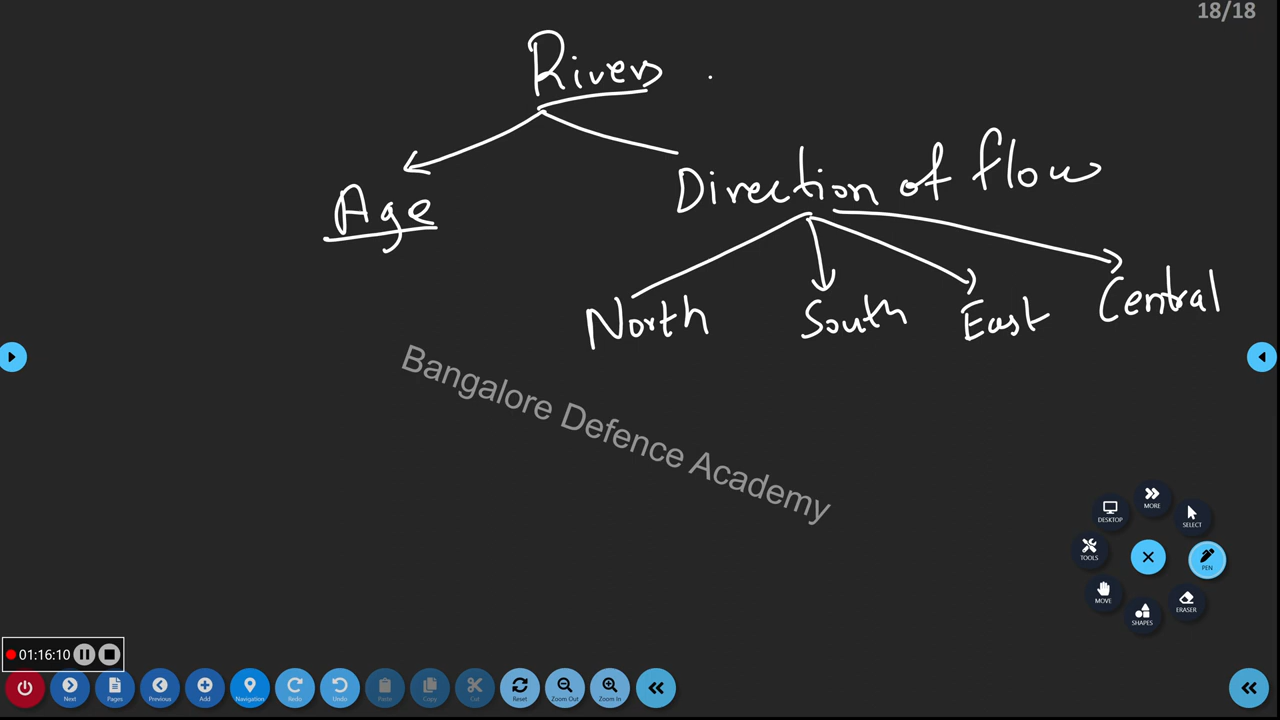 18/18
Rivers
Age
Direction of flow
North South East Central
Bangalore Defence Academy
MORE
DESKTOP
SELECT
TOOLS
PEN
MOVE
ERASER
SHAPES
01:16:10
Next Pages Previous Add Navigation Redo Undo Paste Copy Cut Reset Zoom Out Zoom In